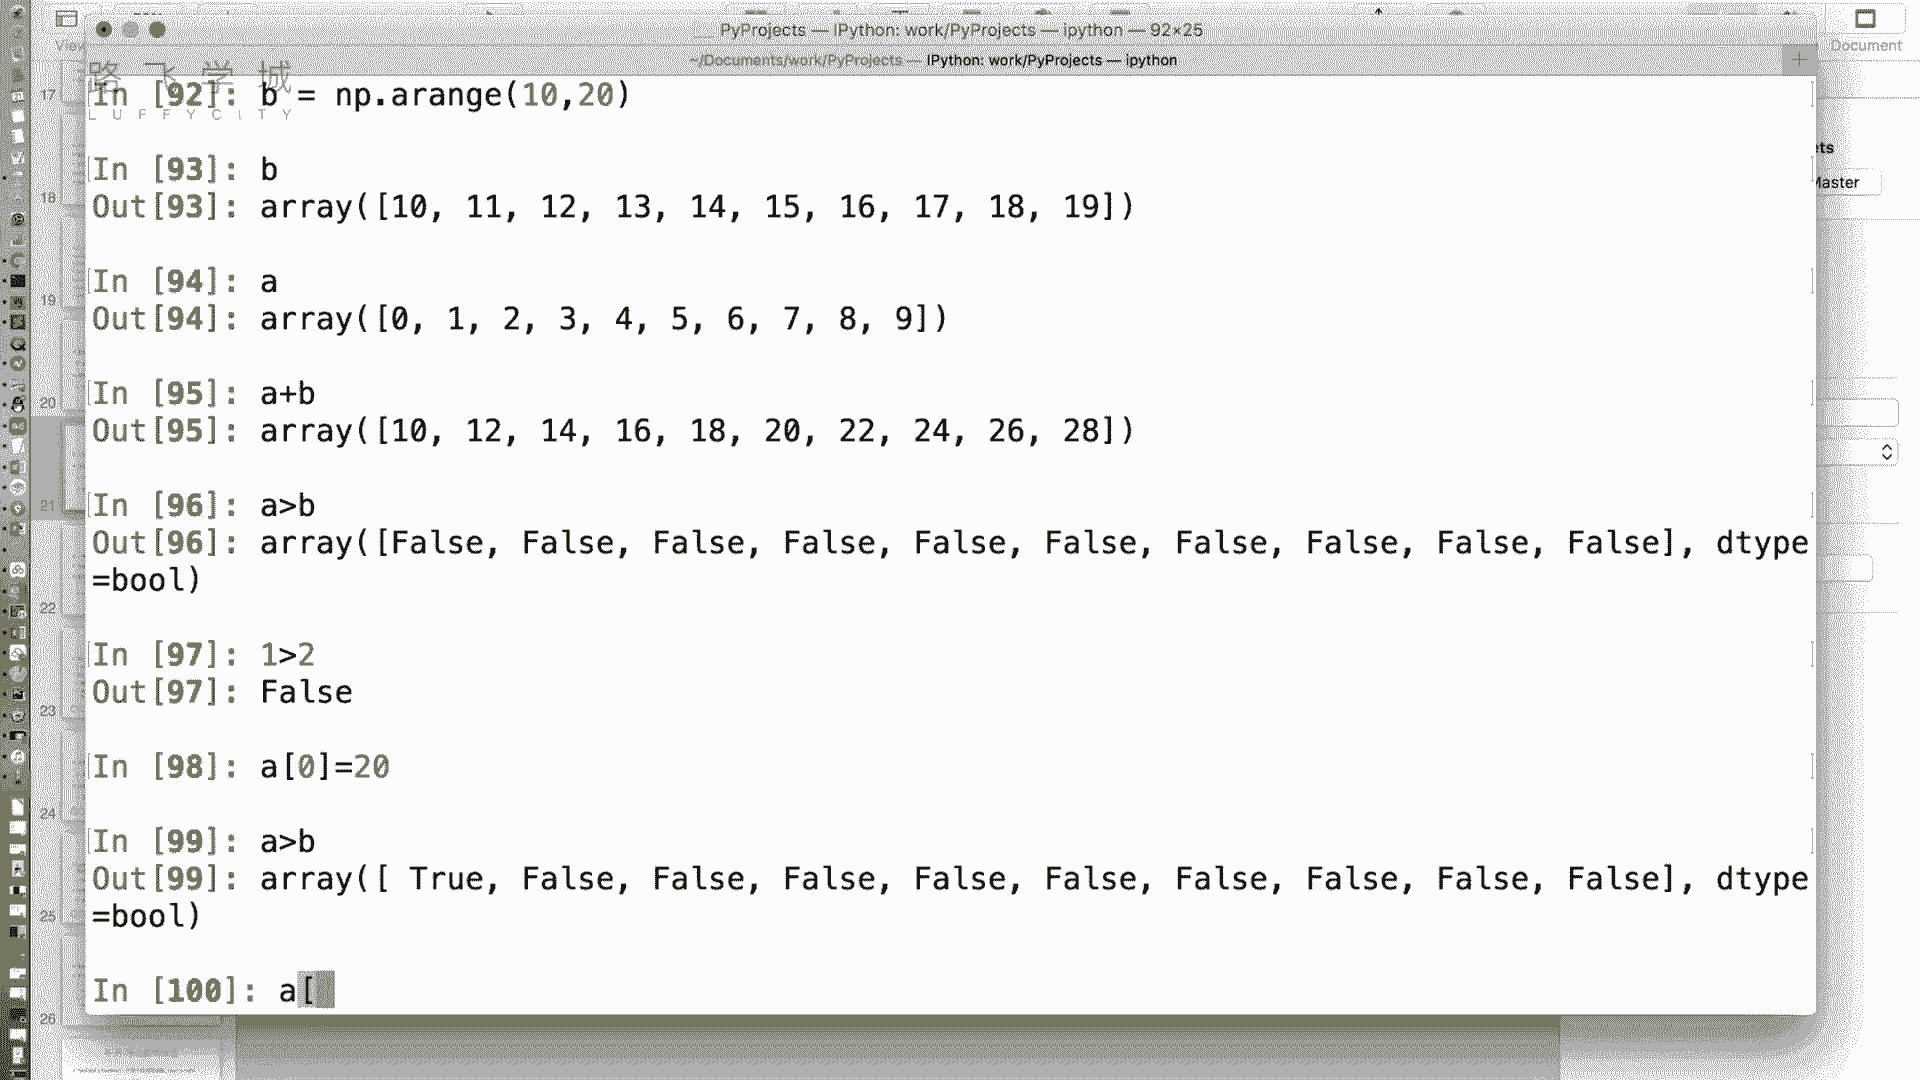 View
Document
PyProjects — IPython: work/PyProjects — ipython — 92×25
~/Documents/work/PyProjects — IPython: work/PyProjects — ipython
路飞学城
LUFFYCITY
In [92]: b = np.arange(10,20)
In [93]: b
Out[93]: array([10, 11, 12, 13, 14, 15, 16, 17, 18, 19])
In [94]: a
Out[94]: array([0, 1, 2, 3, 4, 5, 6, 7, 8, 9])
In [95]: a+b
Out[95]: array([10, 12, 14, 16, 18, 20, 22, 24, 26, 28])
In [96]: a>b
Out[96]: array([False, False, False, False, False, False, False, False, False, False], dtype
=bool)
In [97]: 1>2
Out[97]: False
In [98]: a[0]=20
In [99]: a>b
Out[99]: array([ True, False, False, False, False, False, False, False, False, False], dtype
=bool)
In [100]: a[
17
18
19
20
21
22
23
24
25
26
ets
Master